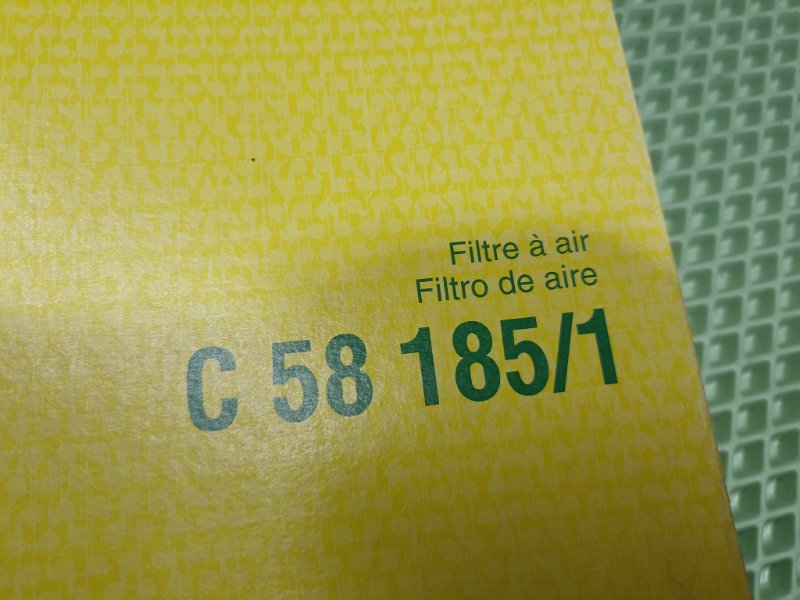 Filtre à air
Filtro de aire
C 58 185/1